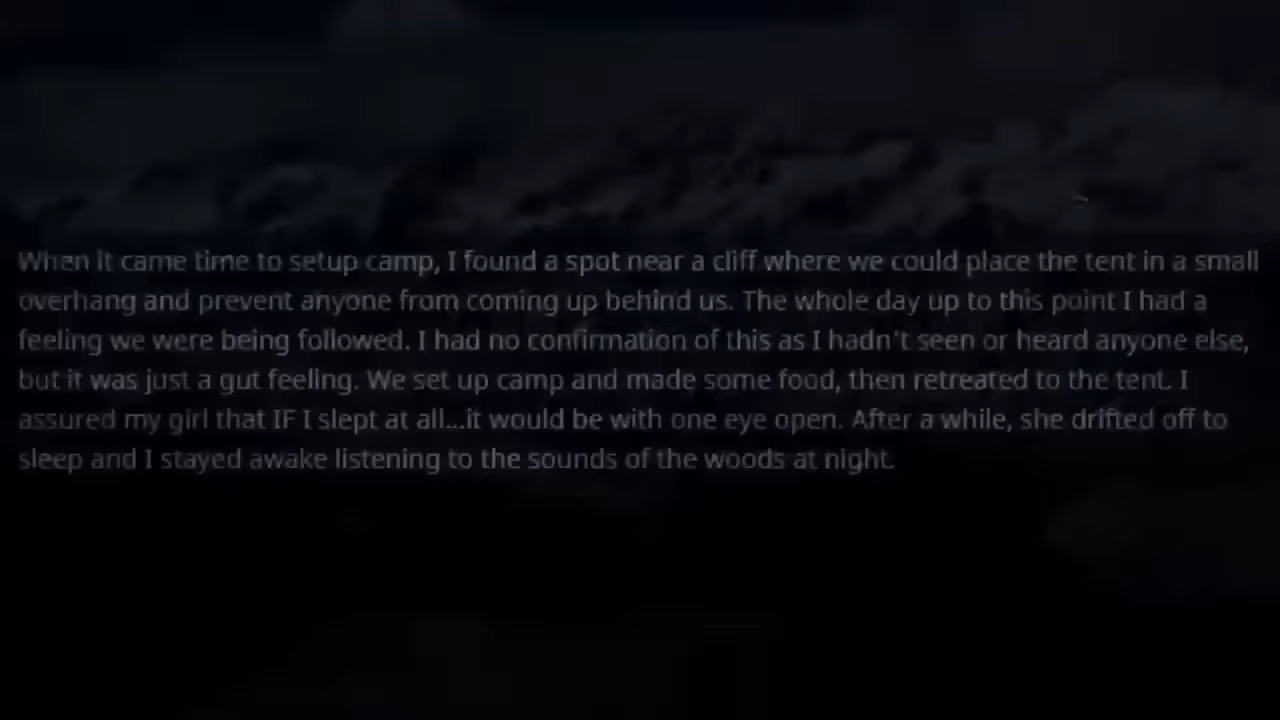 When it came time to setup camp, I found a spot near a cliff where we could place the tent in a small
overhang and prevent anyone from coming up behind us. The whole day up to this point I had a
feeling we were being followed. I had no confirmation of this as I hadn't seen or heard anyone else,
but it was just a gut feeling. We set up camp and made some food, then retreated to the tent. I
assured my girl that IF I slept at all...it would be with one eye open. After a while, she drifted off to
sleep and I stayed awake listening to the sounds of the woods at night.